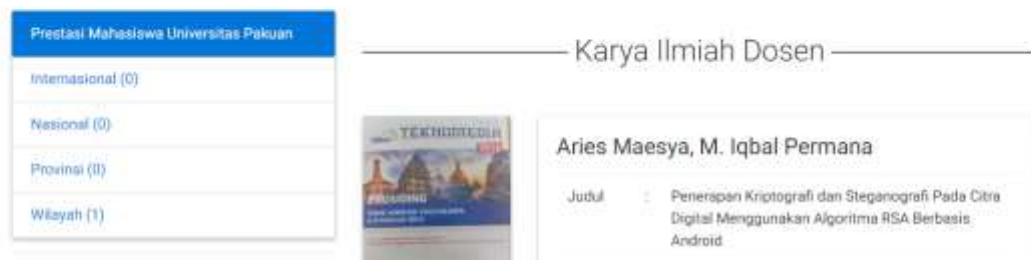 Prestasi Mahasiswa Universitas Pakuan
Internasional (0)
Nasional (0)
Provinsi (0)
Wilayah (1)
Karya Ilmiah Dosen
TEKNOMEDIA
PROSIDING
Aries Maesya, M. Iqbal Permana
Judul : Penerapan Kriptografi dan Steganografi Pada Citra
Digital Menggunakan Algoritma RSA Berbasis
Android